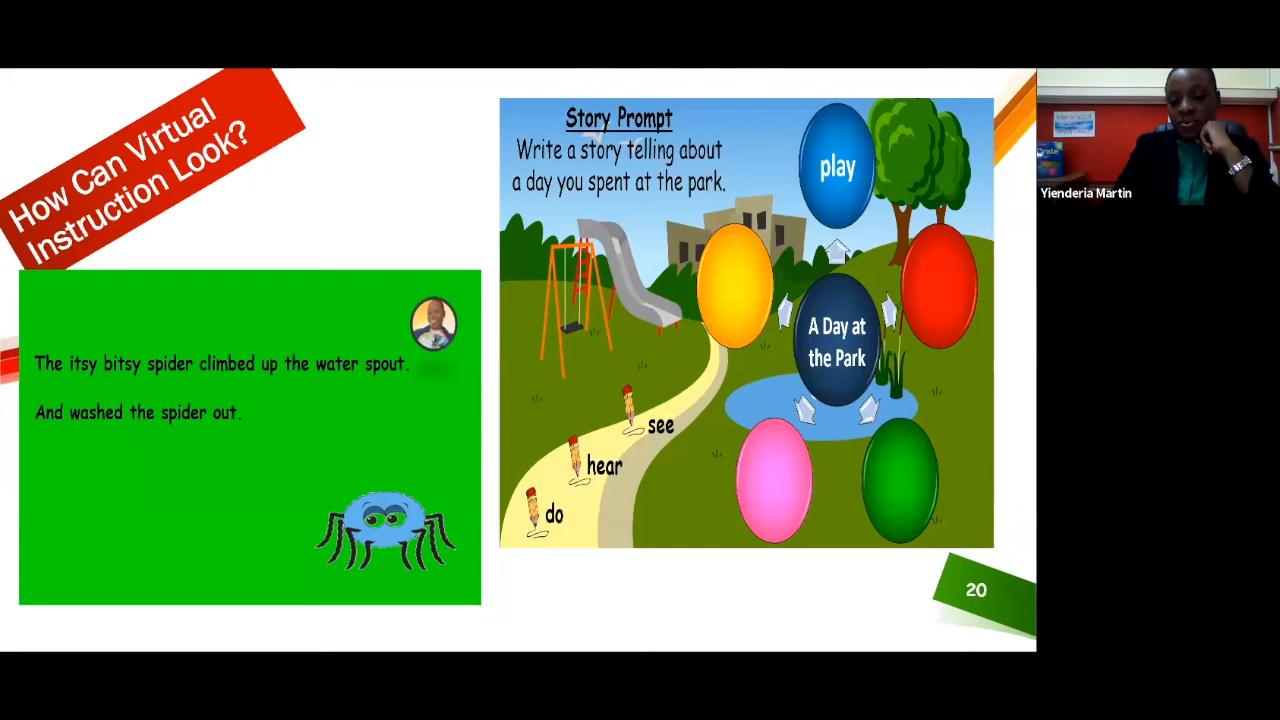 How Can Virtual
Instruction Look?
The itsy bitsy spider climbed up the water spout.
And washed the spider out.
Story Prompt
Write a story telling about
a day you spent at the park.
play
A Day at
the Park
see
hear
do
20
Yienderia Martin